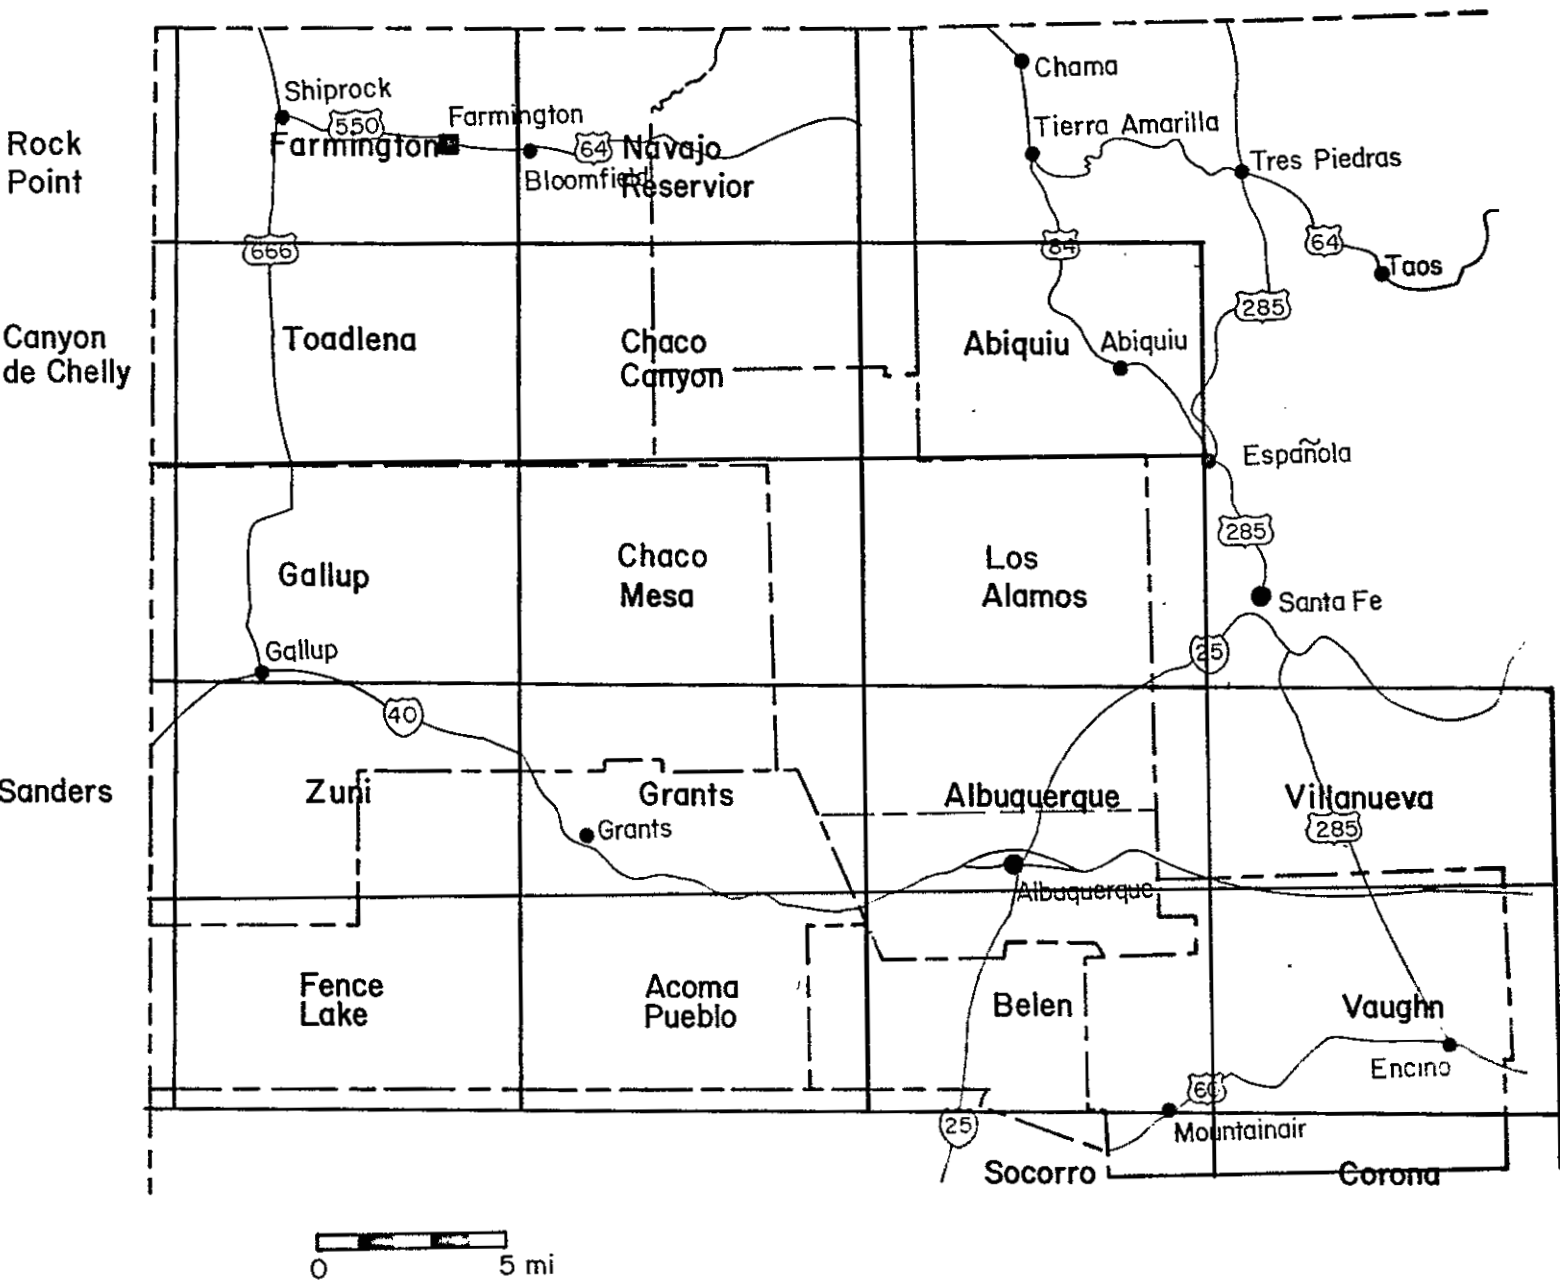 Chama
Shiprock
550
Farmington
Farmington
64
Navajo
Reservior
Bloomfield
Rock
Point
Tierra Amarilla
Tres Piedras
666
84
64
Taos
285
Canyon
de Chelly
Toadlena
Chaco
Canyon
Abiquiu
Abiquiu
Española
285
Gallup
Chaco
Mesa
Los
Alamos
Santa Fe
Gallup
25
40
Sanders
Zuni
Grants
Grants
Albuquerque
Villanueva
285
Albuquerque
Fence
Lake
Acoma
Pueblo
Belen
Vaughn
Encino
60
25
Mountainair
Socorro
Corona
0 5 mi